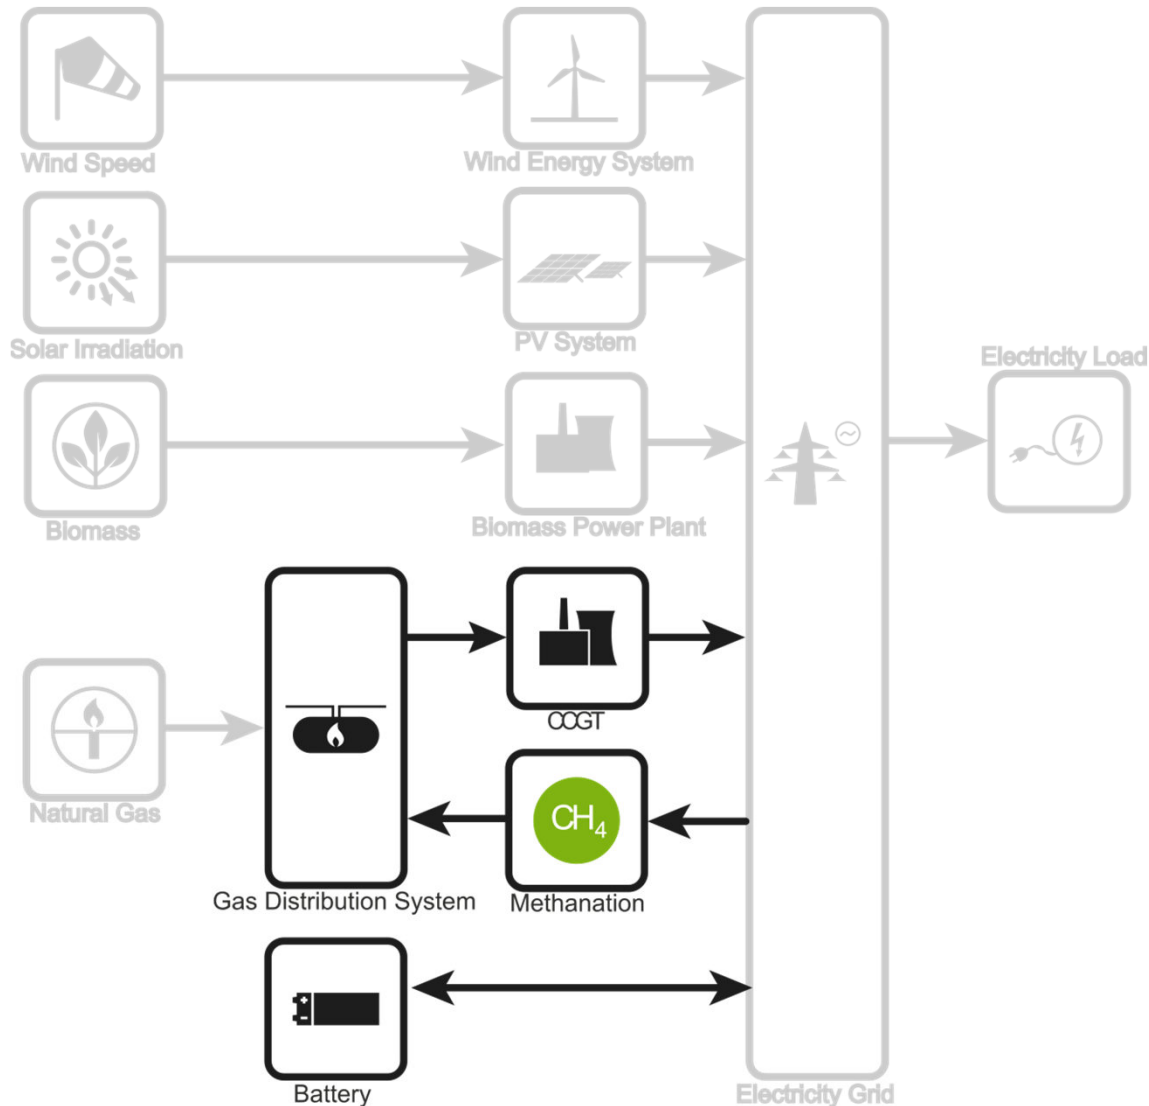 Wind Speed
Wind Energy System
Solar Irradiation
PV System
Electricity Load
Biomass
Biomass Power Plant
CCGT
Natural Gas
CH4
Gas Distribution System
Methanation
Battery
Electricity Grid